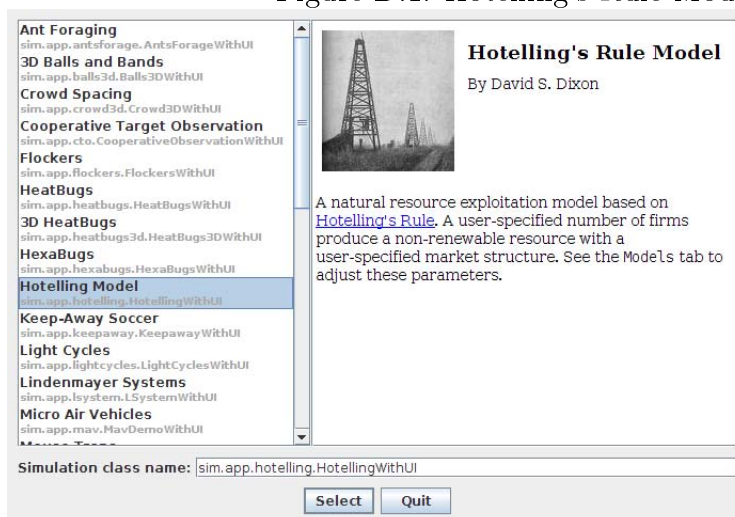 Ant Foraging
sim.app.antsforage.AntsForageWithUI
3D Balls and Bands
sim.app.balls3d.Balls3DWithUI
Crowd Spacing
sim.app.crowd3d.Crowd3DWithUI
Cooperative Target Observation
sim.app.cto.CooperativeObservationWithUI
Flockers
sim.app.flockers.FlockersWithUI
HeatBugs
sim.app.heatbugs.HeatBugsWithUI
3D HeatBugs
sim.app.heatbugs3d.HeatBugs3DWithUI
HexaBugs
sim.app.hexabugs.HexaBugsWithUI
Hotelling Model
sim.app.hotelling.HotellingWithUI
Keep-Away Soccer
sim.app.keepaway.KeepawayWithUI
Light Cycles
sim.app.lightcycles.LightCyclesWithUI
Lindenmayer Systems
sim.app.lsystem.LSystemWithUI
Micro Air Vehicles
sim.app.mav.MavDemoWithUI
Hotelling's Rule Model
By David S. Dixon
A natural resource exploitation model based on
Hotelling's Rule. A user-specified number of firms
produce a non-renewable resource with a
user-specified market structure. See the Models tab to
adjust these parameters.
Simulation class name: sim.app.hotelling.HotellingWithUI
Select Quit